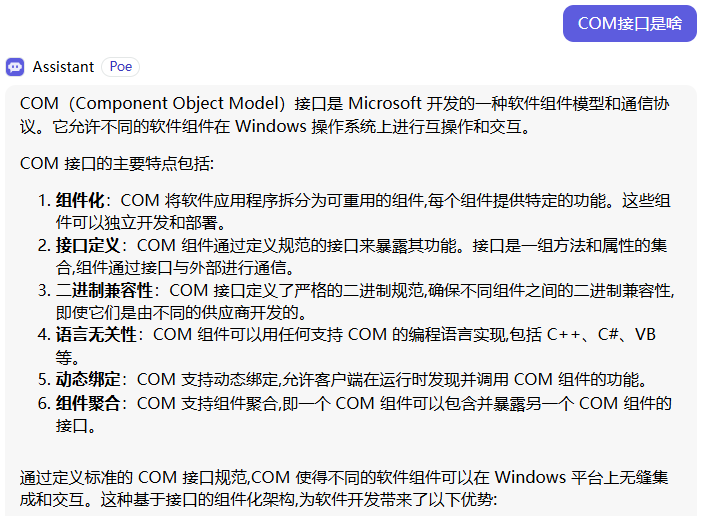 COM接口是啥
Assistant Poe
COM（Component Object Model）接口是 Microsoft 开发的一种软件组件模型和通信协
议。它允许不同的软件组件在 Windows 操作系统上进行互操作和交互。
COM 接口的主要特点包括:
1. 组件化：COM 将软件应用程序拆分为可重用的组件,每个组件提供特定的功能。这些组
件可以独立开发和部署。
2. 接口定义：COM 组件通过定义规范的接口来暴露其功能。接口是一组方法和属性的集
合,组件通过接口与外部进行通信。
3. 二进制兼容性：COM 接口定义了严格的二进制规范,确保不同组件之间的二进制兼容性,
即使它们是由不同的供应商开发的。
4. 语言无关性：COM 组件可以用任何支持 COM 的编程语言实现,包括 C++、C#、VB
等。
5. 动态绑定：COM 支持动态绑定,允许客户端在运行时发现并调用 COM 组件的功能。
6. 组件聚合：COM 支持组件聚合,即一个 COM 组件可以包含并暴露另一个 COM 组件的
接口。
通过定义标准的 COM 接口规范,COM 使得不同的软件组件可以在 Windows 平台上无缝集
成和交互。这种基于接口的组件化架构,为软件开发带来了以下优势: